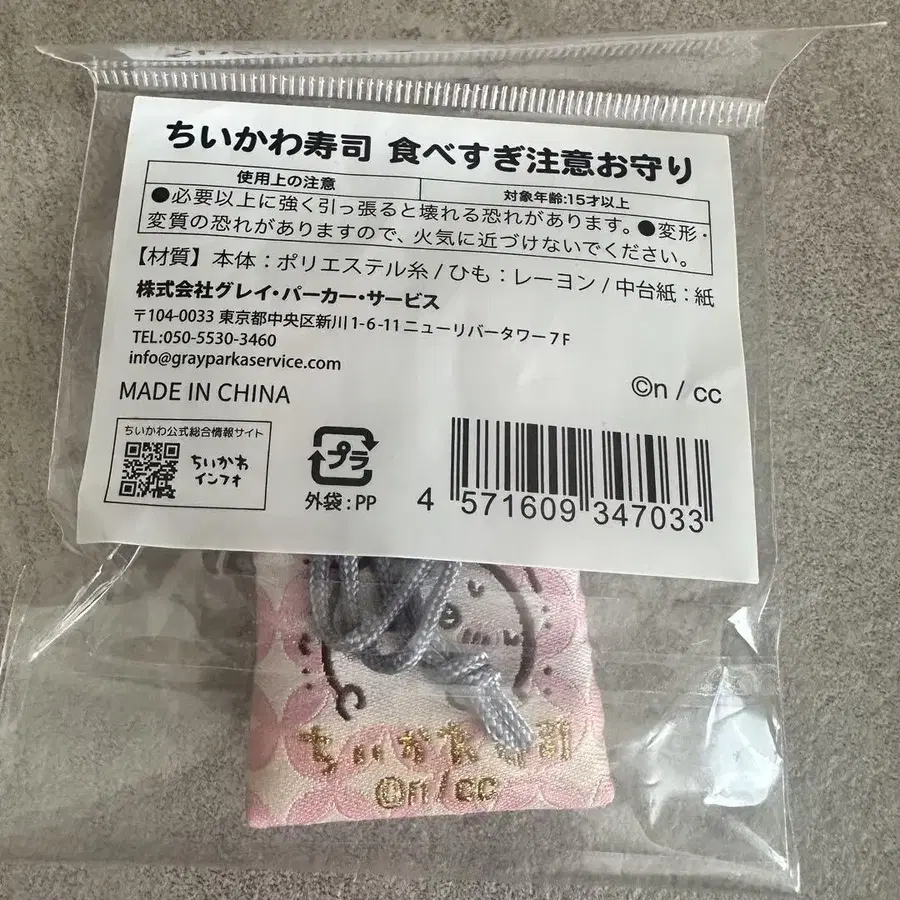 ちいかわ寿司 食べすぎ注意お守り
使用上の注意
対象年齢:15才以上
●必要以上に強く引っ張ると壊れる恐れがあります。●変形・
変質の恐れがありますので、火気に近づけないでください。
【材質】本体:ポリエステル糸/ひも:レーヨン/中台紙:紙
株式会社グレイ・パーカー・サービス
〒104-0033 東京都中央区新川1-6-11ニューリバータワー7F
TEL:050-5530-3460
info@grayparkaservice.com
MADE IN CHINA
©n / cc
ちいかわ公式総合情報サイト
ちいかわ
インフォ
プラ
外袋:PP
4 571609 347033
ちいかわ寿司
©n / cc